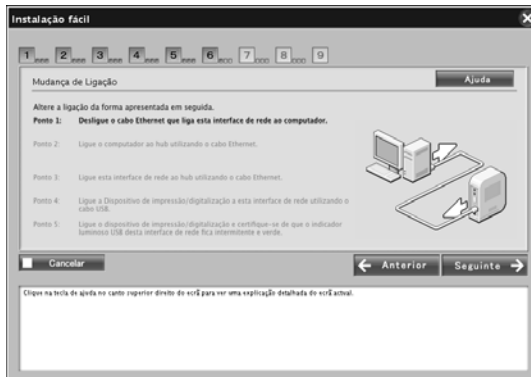 Instalação fácil
1 2 3 4 5 6 7 8 9
Mudança de Ligação
Ajuda
Altere a ligação da forma apresentada em seguida.
Ponto 1: Desligue o cabo Ethernet que liga esta interface de rede ao computador.
Ponto 2: Ligue o computador ao hub utilizando o cabo Ethernet.
Ponto 3: Ligue esta interface de rede ao hub utilizando o cabo Ethernet.
Ponto 4: Ligue a Dispositivo de impressão/digitalização a esta interface de rede utilizando o
cabo USB.
Ponto 5: Ligue o dispositivo de impressão/digitalização e certifique-se de que o indicador
luminoso USB desta interface de rede fica intermitente e verde.
Cancelar
Anterior
Seguinte
Clique na tecla de ajuda no canto superior direito do ecrã para ver uma explicação detalhada do ecrã actual.